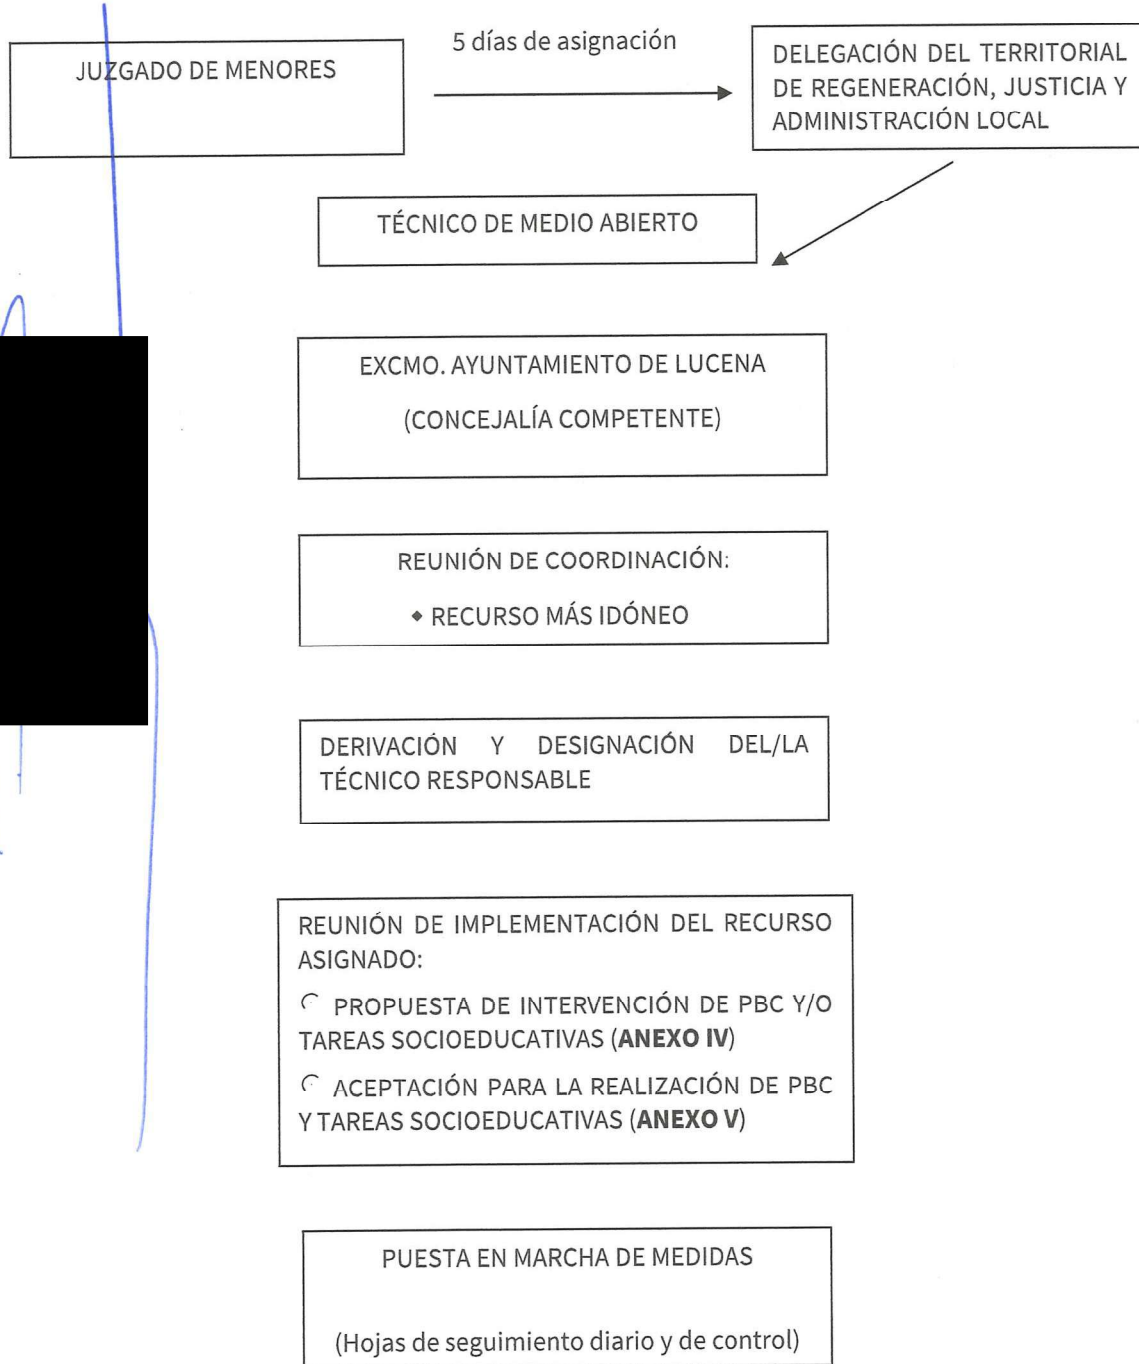 JUZGADO DE MENORES
5 días de asignación
DELEGACIÓN DEL TERRITORIAL
DE REGENERACIÓN, JUSTICIA Y
ADMINISTRACIÓN LOCAL
TÉCNICO DE MEDIO ABIERTO
EXCMO. AYUNTAMIENTO DE LUCENA
(CONCEJALÍA COMPETENTE)
REUNIÓN DE COORDINACIÓN:
◆ RECURSO MÁS IDÓNEO
DERIVACIÓN Y DESIGNACIÓN DEL/LA
TÉCNICO RESPONSABLE
REUNIÓN DE IMPLEMENTACIÓN DEL RECURSO
ASIGNADO:
PROPUESTA DE INTERVENCIÓN DE PBC Y/O
TAREAS SOCIOEDUCATIVAS (ANEXO IV)
ACEPTACIÓN PARA LA REALIZACIÓN DE PBC
Y TAREAS SOCIOEDUCATIVAS (ANEXO V)
PUESTA EN MARCHA DE MEDIDAS
(Hojas de seguimiento diario y de control)